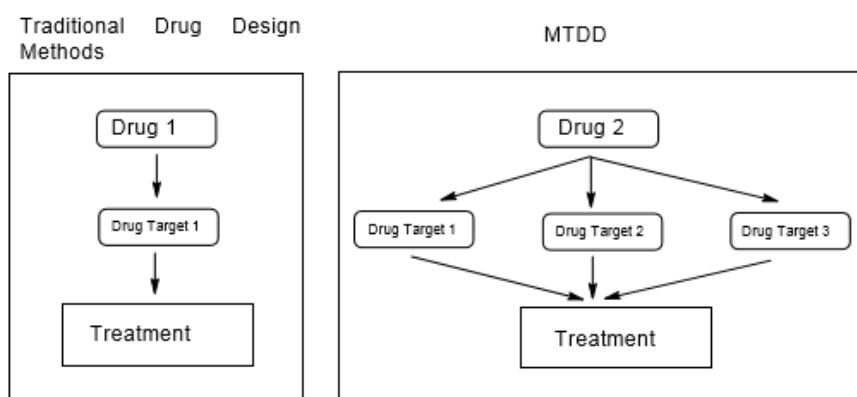 Traditional Drug Design
Methods
MTDD
Drug 1
Drug 2
Drug Target 1
Drug Target 1
Drug Target 2
Drug Target 3
Treatment
Treatment